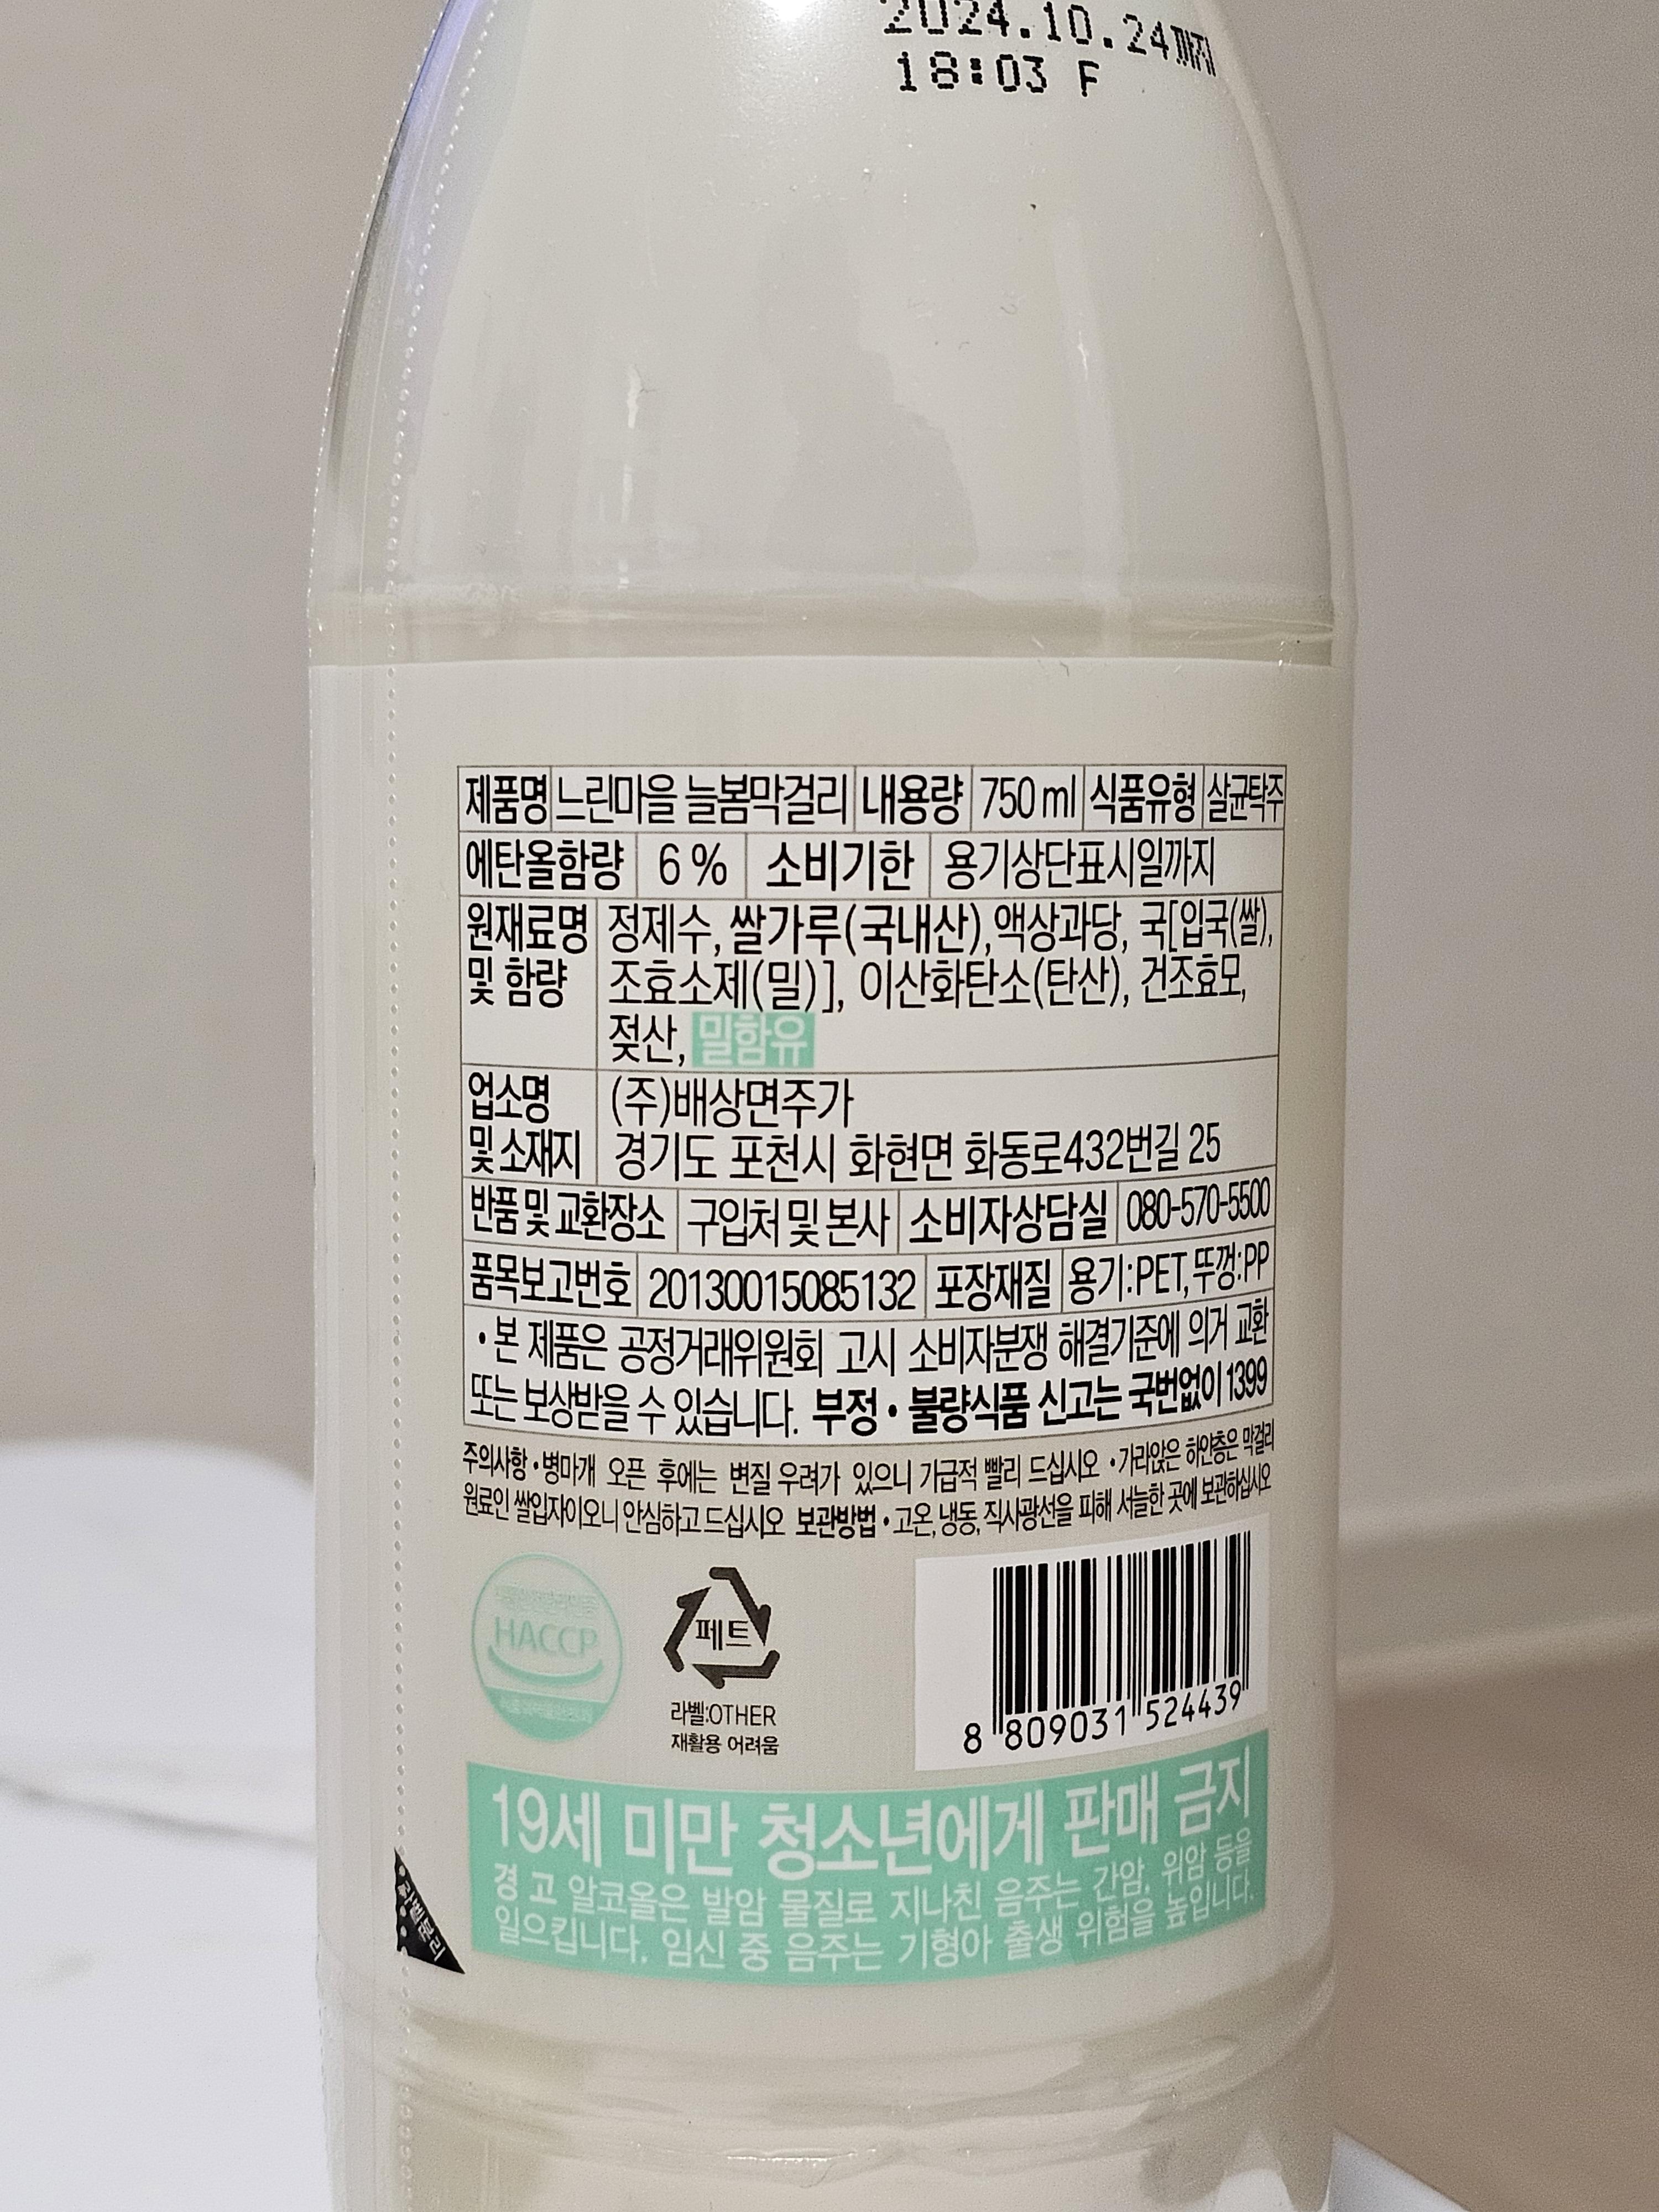 2024.10.24까지
18:03 F
제품명 느린마을 늘봄막걸리 내용량 750ml 식품유형 살균탁주
에탄올함량 6% 소비기한 용기상단표시일까지
원재료명 및 함량 정제수, 쌀가루(국내산), 액상과당, 국[입국(쌀),
조효소제(밀)], 이산화탄소(탄산), 건조효모,
젖산, 밀함유
업소명 및 소재지 (주)배상면주가
경기도 포천시 화현면 화동로432번길 25
반품 및 교환장소 구입처 및 본사 소비자상담실 080-570-5500
품목보고번호 20130015085132 포장재질 용기:PET, 뚜껑:PP
•본 제품은 공정거래위원회 고시 소비자분쟁 해결기준에 의거 교환
또는 보상받을 수 있습니다. 부정•불량식품 신고는 국번없이 1399
주의사항 •병마개 오픈 후에는 변질 우려가 있으니 가급적 빨리 드십시오 •가라앉은 하얀층은 막걸리
원료인 쌀입자이오니 안심하고 드십시오 보관방법 •고온, 냉동, 직사광선을 피해 서늘한 곳에 보관하십시오
HACCP
페트
라벨:OTHER
재활용 어려움
8 809031 524439
19세 미만 청소년에게 판매 금지
경 고 알코올은 발암 물질로 지나친 음주는 간암, 위암 등을
일으킵니다. 임신 중 음주는 기형아 출생 위험을 높입니다.
라벨분리